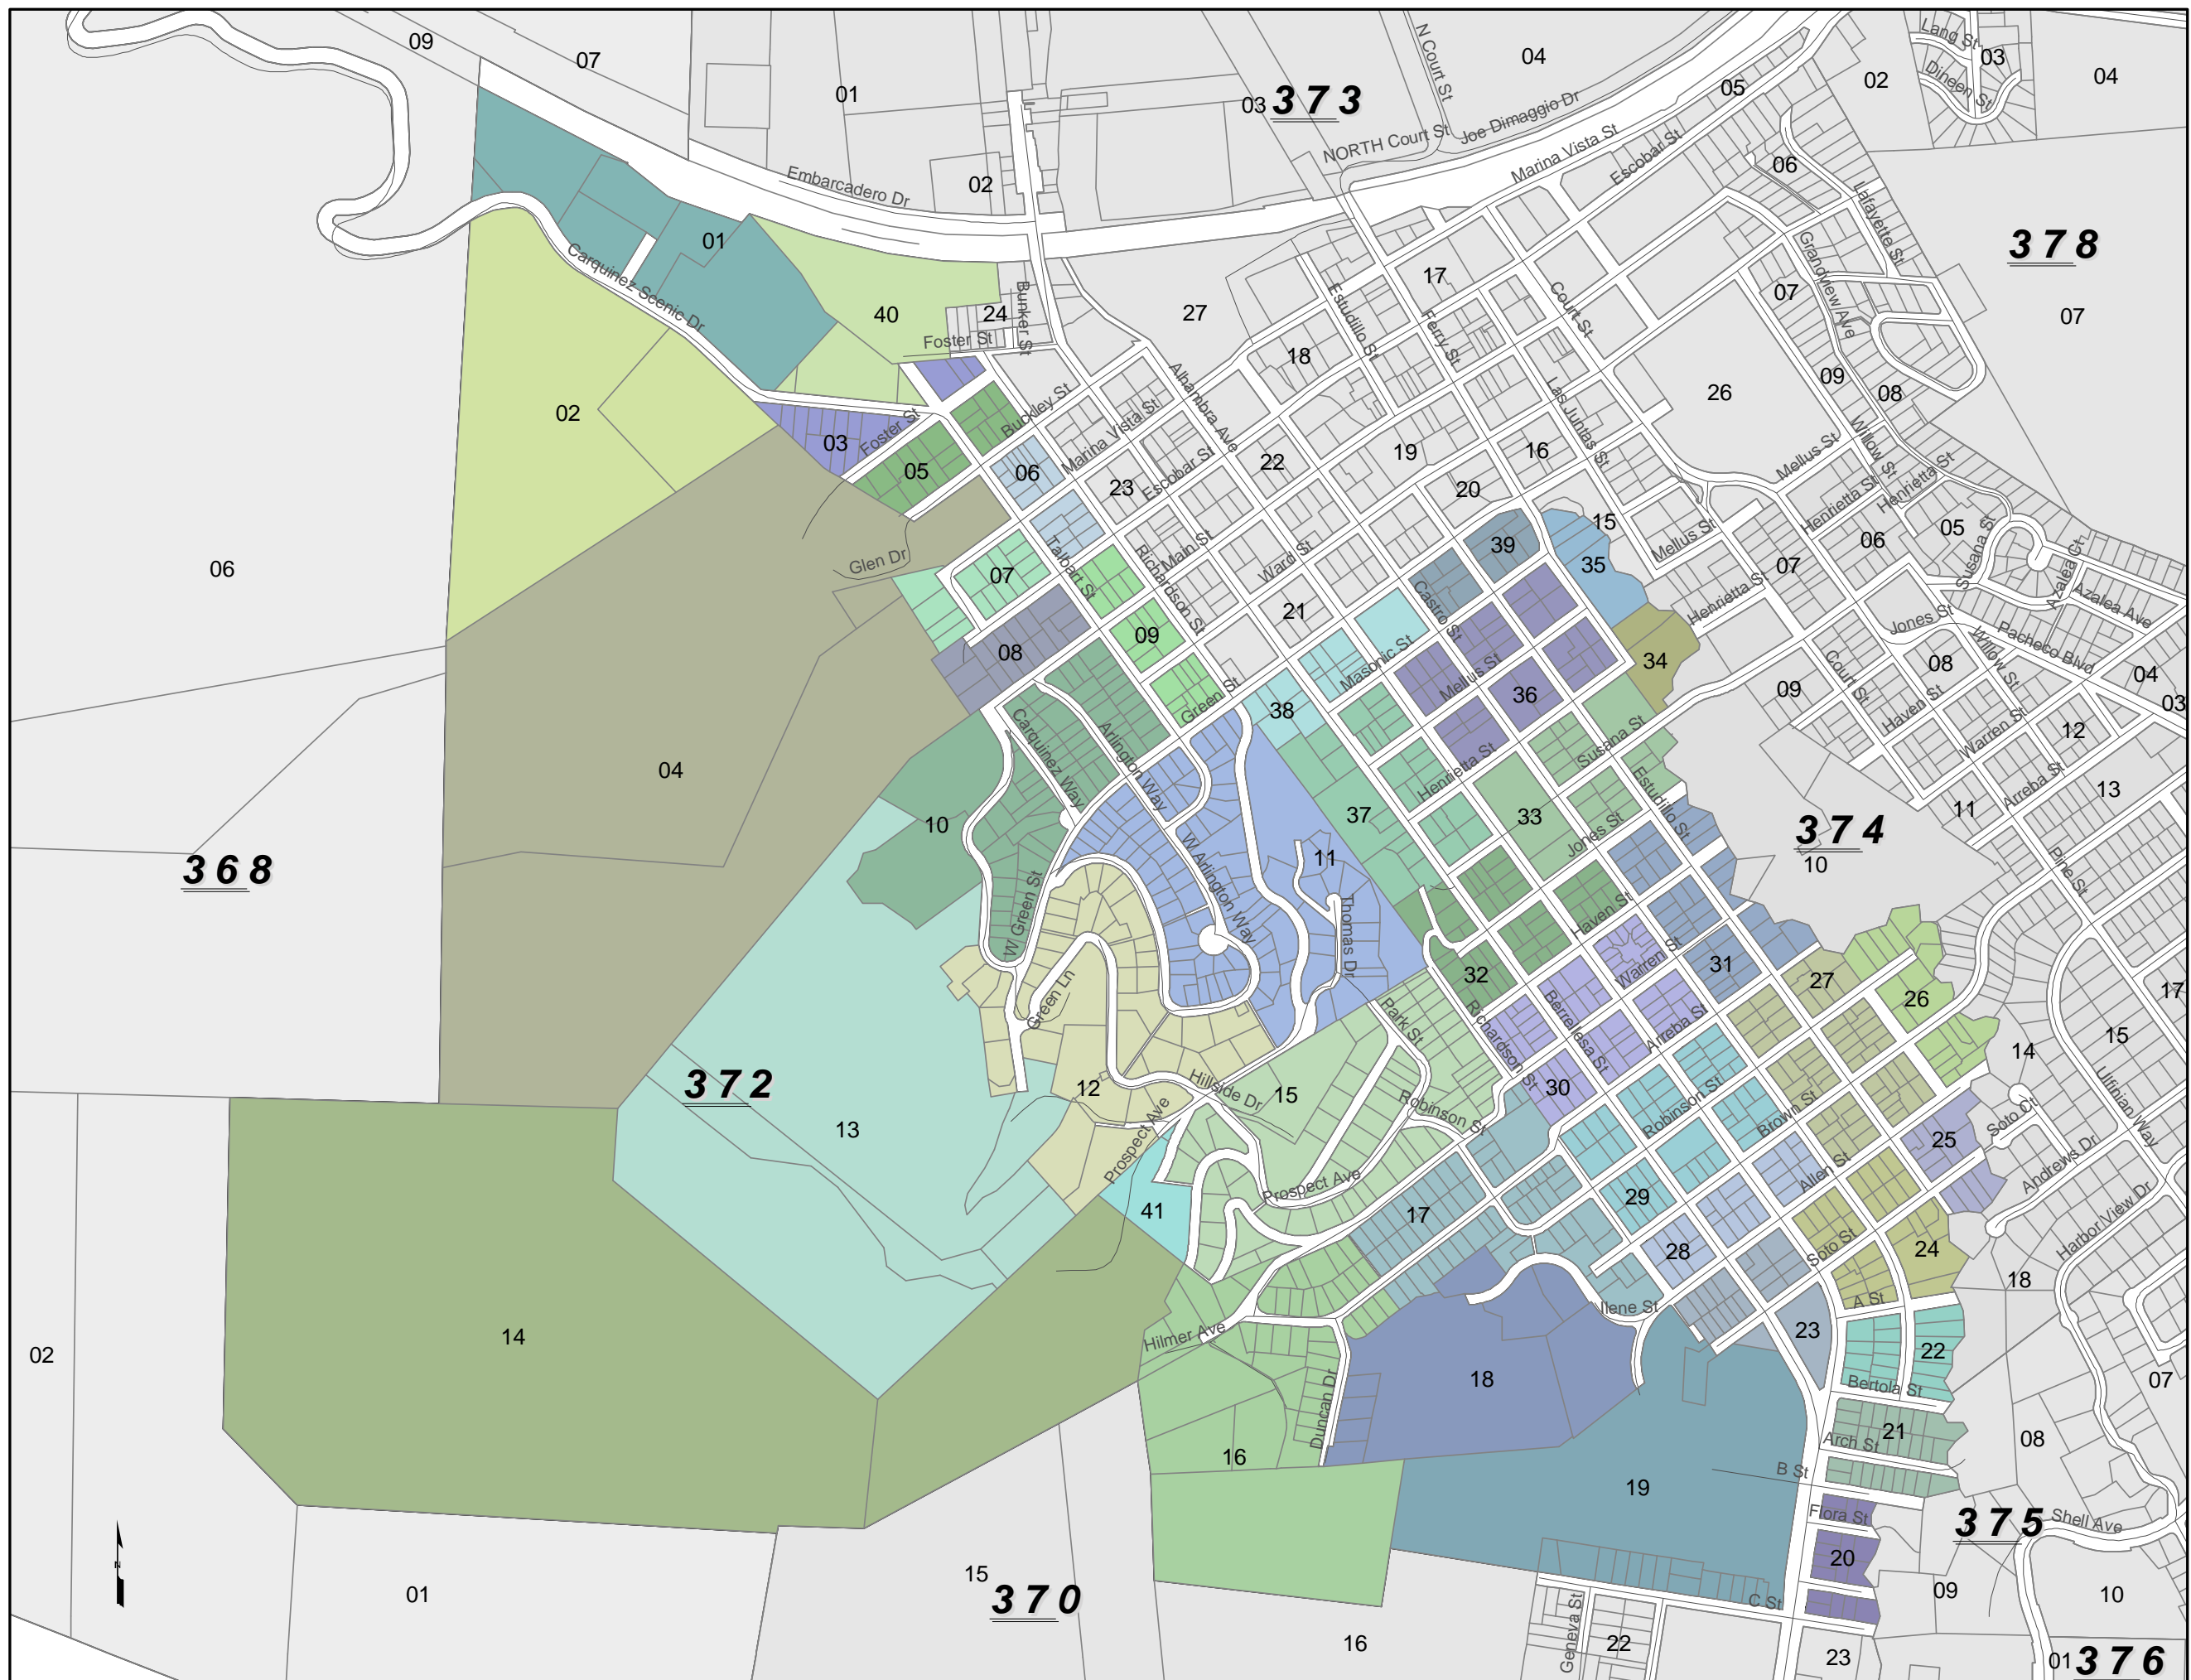 09
07
01
03 373
N Court St
04
05
02
Lang St
03
Dineen St
04
Embarcadero Dr
02
NORTH Court St
Joe Dimaggio Dr
Marina Vista St
Escobar St
06
Lafayette St
378
07
01
Carquinez Scenic Dr
40
24
Bunker St
Foster St
27
Estudillo St
17
Ferry St
Court St
07
Grandview Ave
18
Alhambra Ave
Las Juntas St
26
09
08
02
03
Foster St
Buckley St
Marina Vista St
05
06
23
Escobar St
22
19
16
20
Mellus St
Willow St
Henrietta St
Henrietta St
06
Glen Dr
07
Talbart St
Richardson St
Main St
Ward St
21
39
15
35
Mellus St
07
06
05
Susana St
Azalea Ct
Azalea Ave
Henrietta St
Castro St
09
08
Masonic St
Mellus St
36
34
Jones St
Willow St
Pacheco Blvd
08
04
03
Green St
38
09
Court St
Haven St
Warren St
12
04
Carquinez Way
Arlington Way
Henrietta St
Susana St
Estudillo St
10
37
33
Jones St
374
10
11
Arreba St
13
Pine St
368
W Arlington Way
11
Thomas Dr
W Green St
Haven St
Warren St
31
32
27
26
17
Green Ln
Park St
Richardson St
Berrellesa St
Arreba St
14
15
Ulfinian Way
372
12
Hillside Dr
15
Robinson St
30
Robinson St
Brown St
13
Prospect Ave
25
Soto Ct
Andrews Dr
Harbor View Dr
41
Prospect Ave
17
29
Allen St
28
Soto St
24
18
14
Hilmer Ave
Ilene St
A St
23
22
02
18
Duncan Dr
Bertola St
07
16
21
Arch St
08
19
B St
Flora St
375
Shell Ave
20
15
370
01
C St
09
10
Geneva St
22
16
23
01 376
N